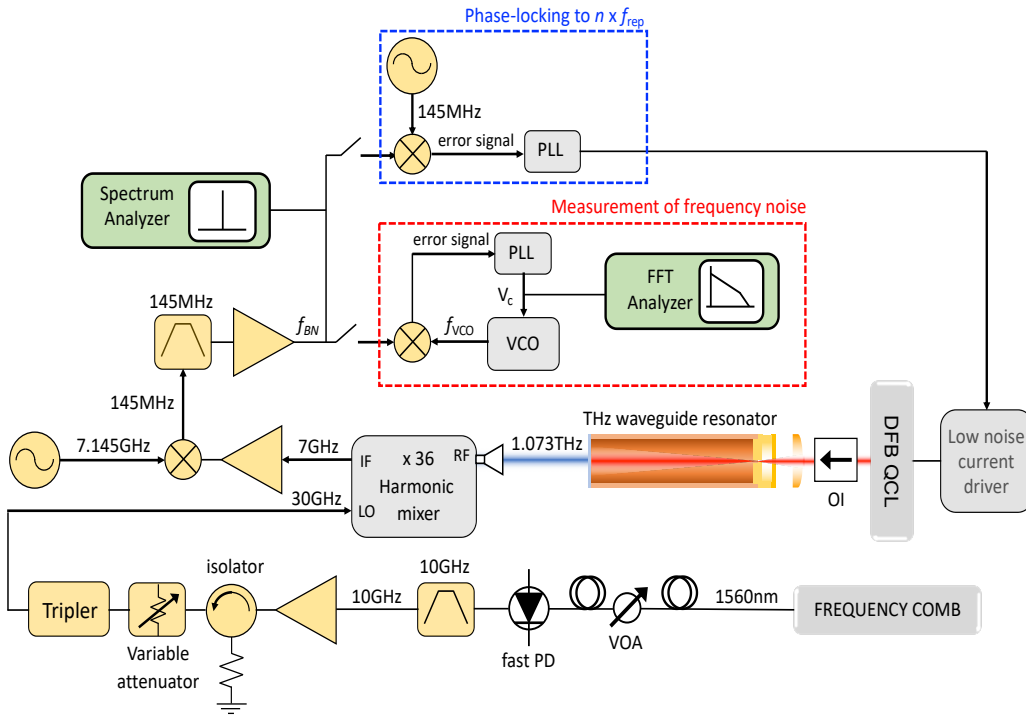 Phase-locking to n x frep
145MHz
error signal
PLL
Spectrum
Analyzer
Measurement of frequency noise
error signal
PLL
FFT
Analyzer
Vc
145MHz
fBN
fVCO
VCO
145MHz
THz waveguide resonator
DFB QCL
Low noise
current
driver
7.145GHz
7GHz
IF
x 36
RF
Harmonic
mixer
LO
1.073THz
OI
30GHz
isolator
10GHz
Tripler
10GHz
1560nm
FREQUENCY COMB
Variable
attenuator
fast PD
VOA